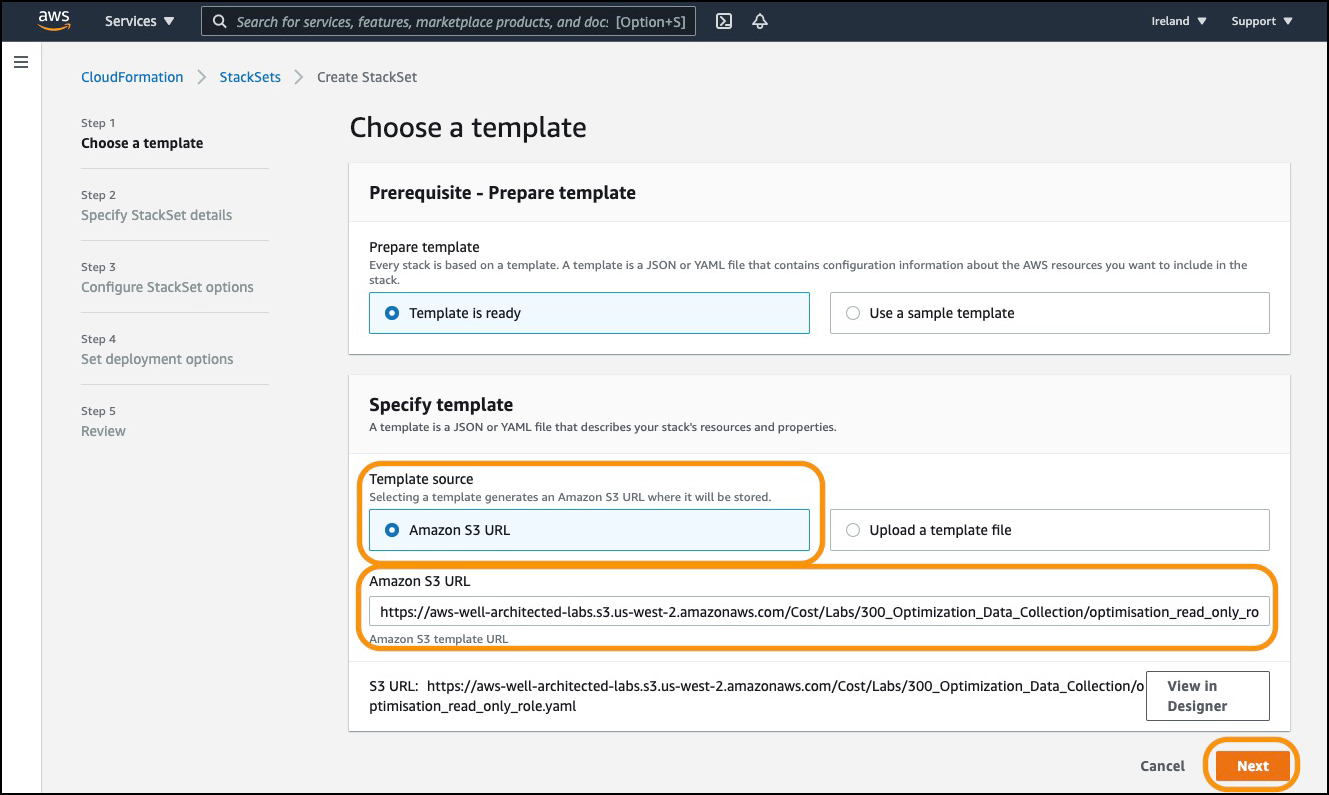 aws
Services ▼
Search for services, features, marketplace products, and doc: [Option+S]
Ireland ▼
Support ▼
CloudFormation > StackSets > Create StackSet
Step 1
Choose a template
Step 2
Specify StackSet details
Step 3
Configure StackSet options
Step 4
Set deployment options
Step 5
Review
Choose a template
Prerequisite - Prepare template
Prepare template
Every stack is based on a template. A template is a JSON or YAML file that contains configuration information about the AWS resources you want to include in the
stack.
Template is ready
Use a sample template
Specify template
A template is a JSON or YAML file that describes your stack's resources and properties.
Template source
Selecting a template generates an Amazon S3 URL where it will be stored.
Amazon S3 URL
Upload a template file
Amazon S3 URL
https://aws-well-architected-labs.s3.us-west-2.amazonaws.com/Cost/Labs/300_Optimization_Data_Collection/optimisation_read_only_ro
Amazon S3 template URL
S3 URL: https://aws-well-architected-labs.s3.us-west-2.amazonaws.com/Cost/Labs/300_Optimization_Data_Collection/o
ptimisation_read_only_role.yaml
View in
Designer
Cancel
Next